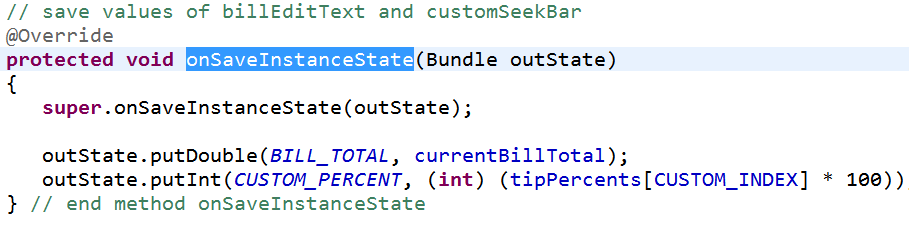 // save values of billEditText and customSeekBar
@Override
protected void onSaveInstanceState(Bundle outState)
{
super.onSaveInstanceState(outState);
outState.putDouble(BILL_TOTAL, currentBillTotal);
outState.putInt(CUSTOM_PERCENT, (int) (tipPercents[CUSTOM_INDEX] * 100))
} // end method onSaveInstanceState